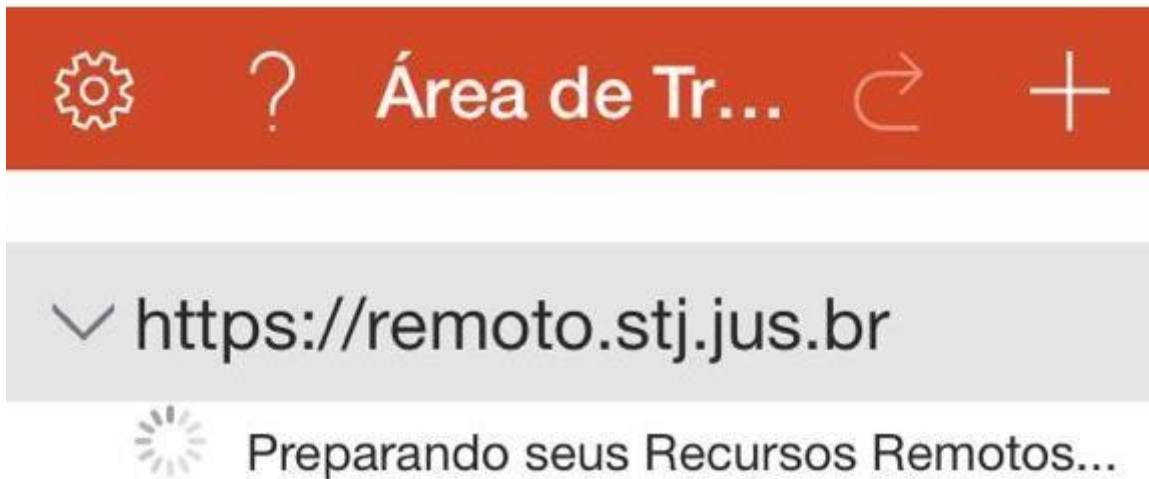 ? Área de Tr... +
https://remoto.stj.jus.br
Preparando seus Recursos Remotos...